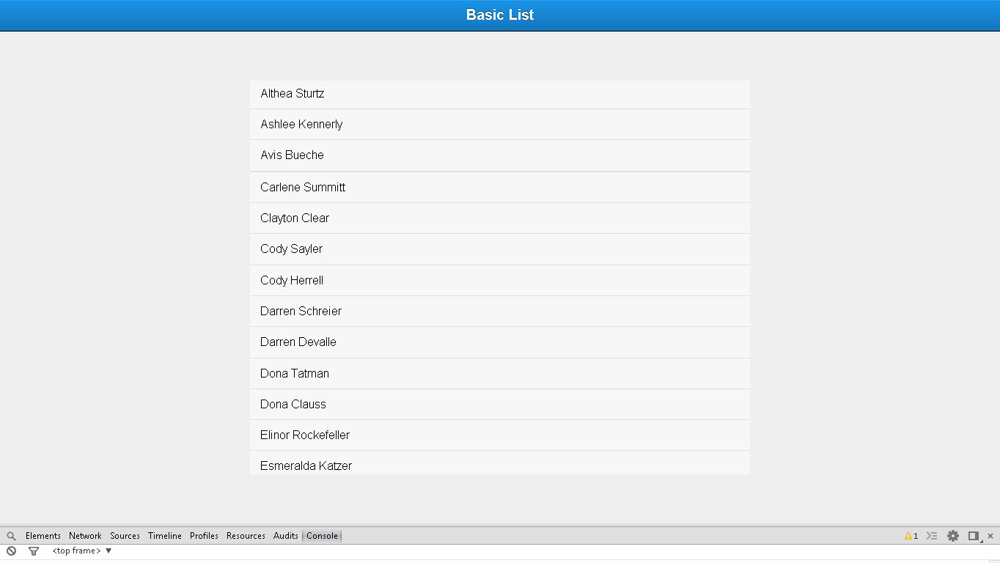 Basic List
Althea Sturtz
Ashlee Kennerly
Avis Bueche
Carlene Summitt
Clayton Clear
Cody Sayler
Cody Herrell
Darren Schreier
Darren Devalle
Dona Tatman
Dona Clauss
Elinor Rockefeller
Esmeralda Katzer
Elements Network Sources Timeline Profiles Resources Audits Console 1
<top frame>